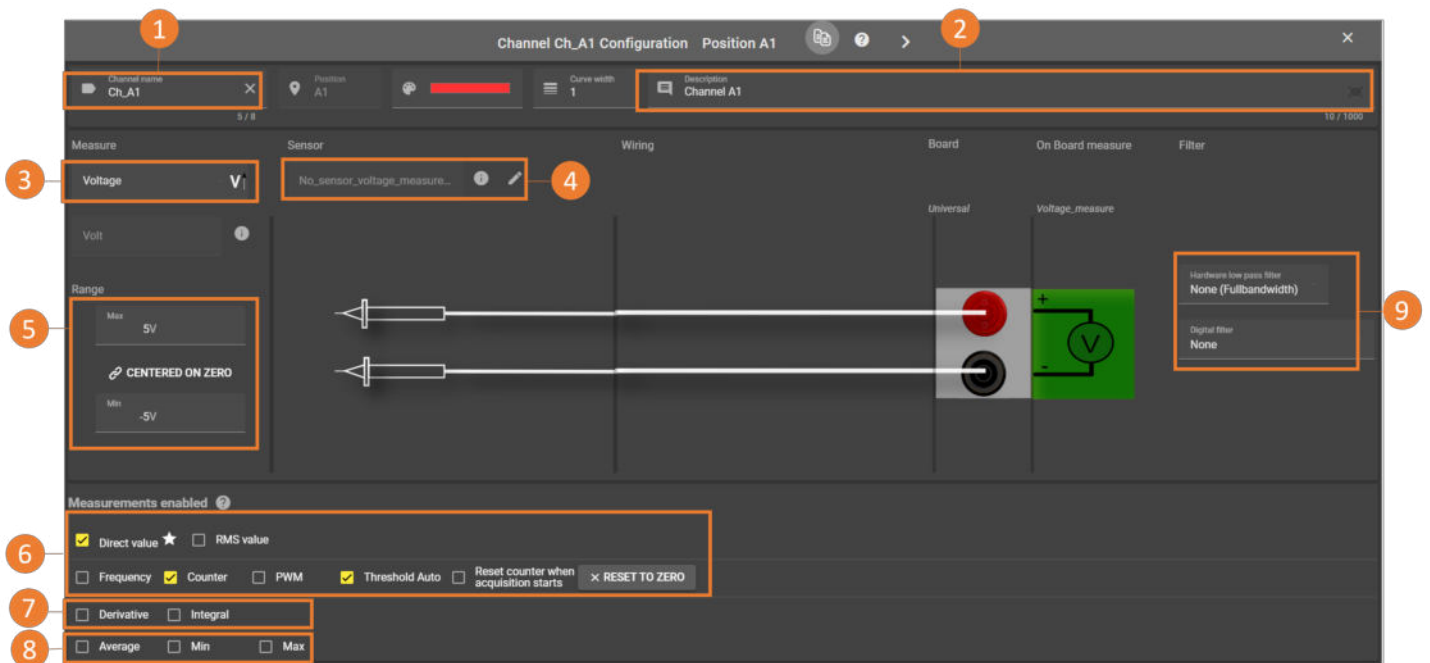 1
2
Channel Ch_A1 Configuration Position A1
Channel name
Ch_A1
5 / 8
Position
A1
Curve width
1
Description
Channel A1
10 / 1000
Measure
Sensor
Wiring
Board
On Board measure
Filter
3
Voltage
V
No_sensor_voltage_measure...
4
Universal
Voltage_measure
Volt
Range
5
Max
5V
CENTERED ON ZERO
Min
-5V
+
V
-
Hardware low pass filter
None (Fullbandwidth)
Digital filter
None
9
Measurements enabled
6
Direct value
RMS value
Frequency
Counter
PWM
Threshold Auto
Reset counter when
acquisition starts
× RESET TO ZERO
7
Derivative
Integral
8
Average
Min
Max